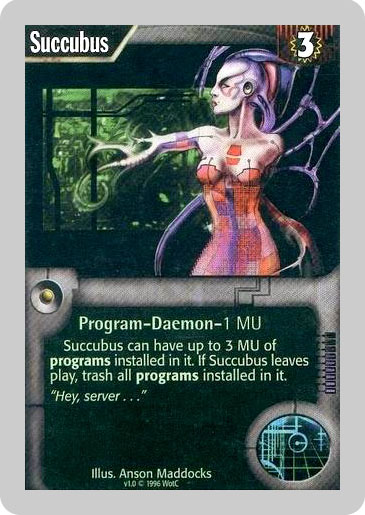 Succubus
3
Program-Daemon-1 MU
Succubus can have up to 3 MU of
programs installed in it. If Succubus leaves
play, trash all programs installed in it.
“Hey, server . . .”
Illus. Anson Maddocks
v1.0 © 1996 WotC